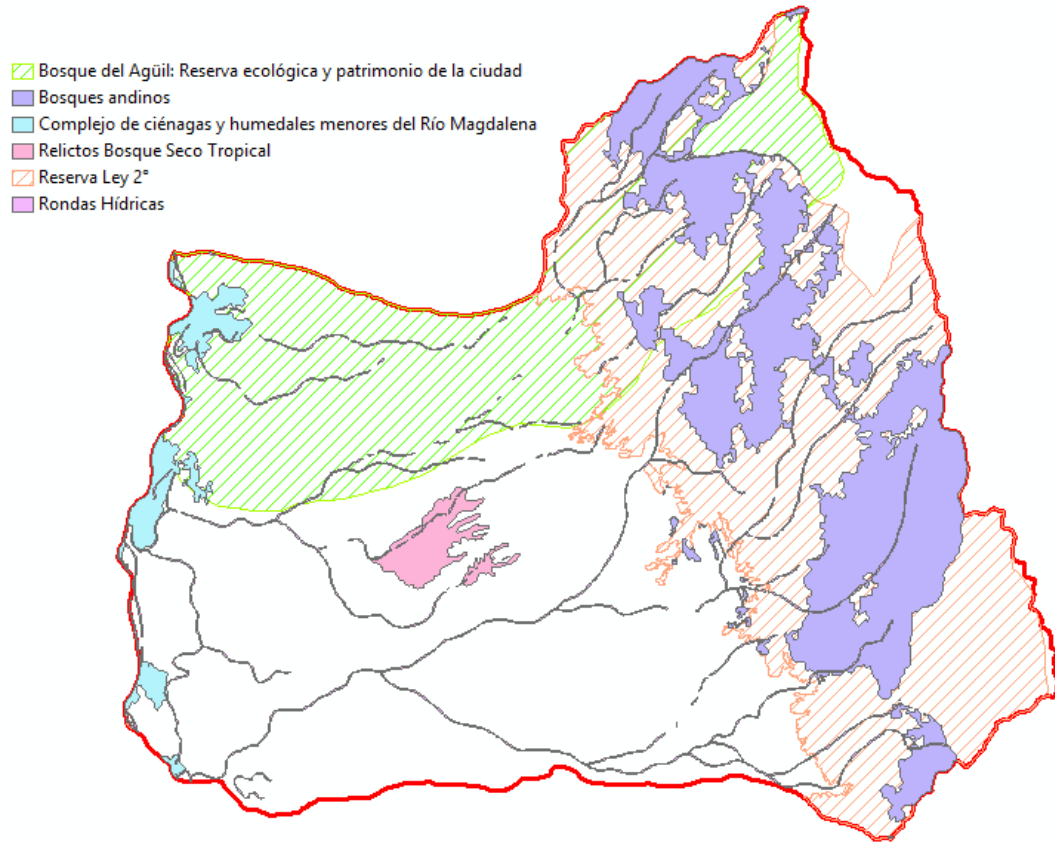 Bosque del Agüil: Reserva ecológica y patrimonio de la ciudad
Bosques andinos
Complejo de ciénagas y humedales menores del Río Magdalena
Relictos Bosque Seco Tropical
Reserva Ley 2°
Rondas Hídricas